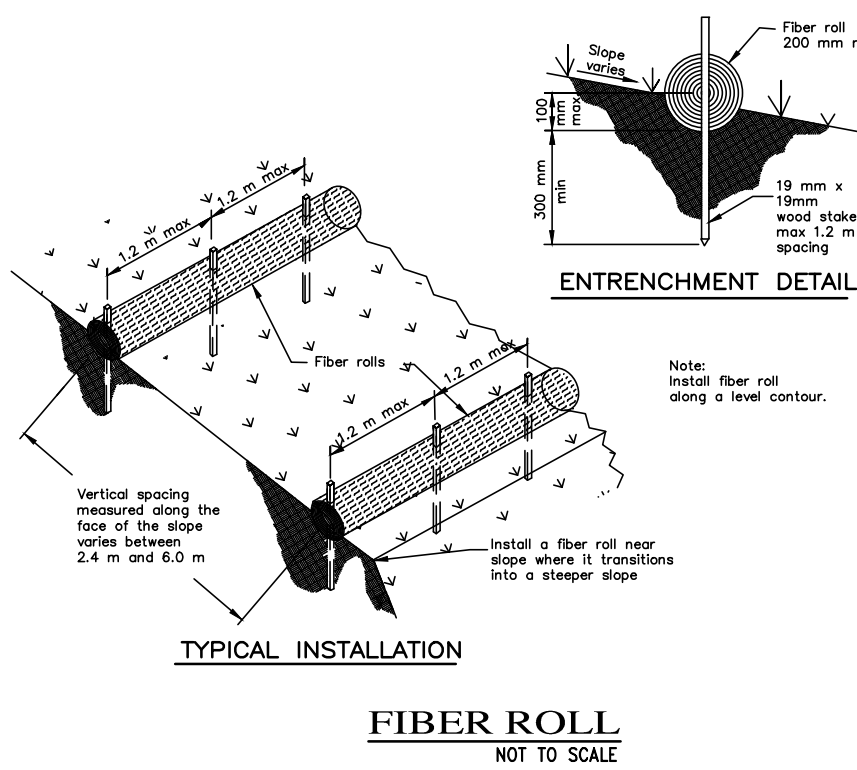 Fiber roll
200 mm
Slope
varies
100
mm
max
300 mm
min
19 mm x
19mm
wood stake
max 1.2 m
spacing
ENTRENCHMENT DETAIL
1.2 m max
1.2 m max
Fiber rolls
1.2 m max
1.2 m max
Note:
Install fiber roll
along a level contour.
Vertical spacing
measured along the
face of the slope
varies between
2.4 m and 6.0 m
Install a fiber roll near
slope where it transitions
into a steeper slope
TYPICAL INSTALLATION
FIBER ROLL
NOT TO SCALE